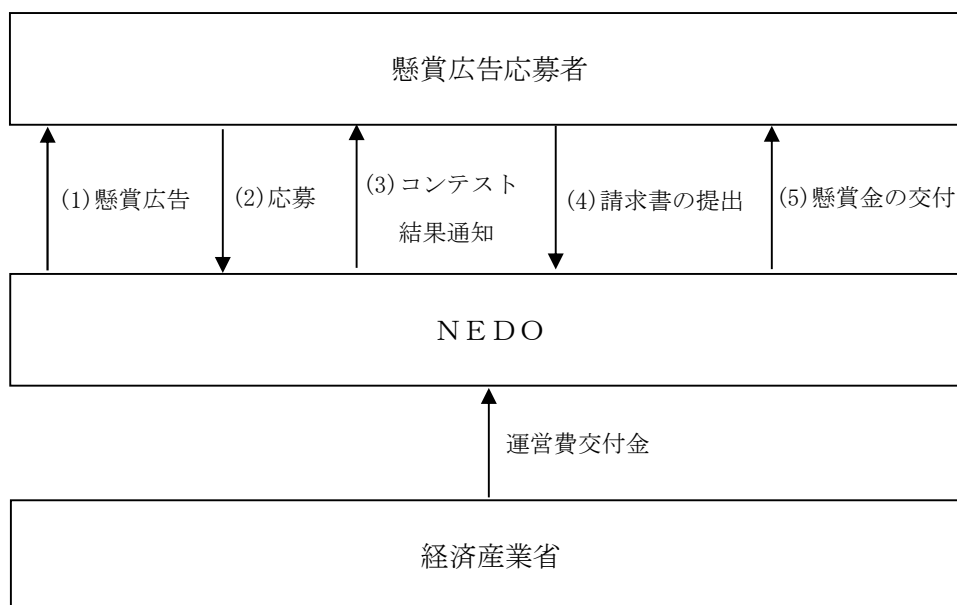 懸賞広告応募者
(1)懸賞広告
(2)応募
(3)コンテスト
結果通知
(4)請求書の提出
(5)懸賞金の交付
ＮＥＤＯ
運営費交付金
経済産業省